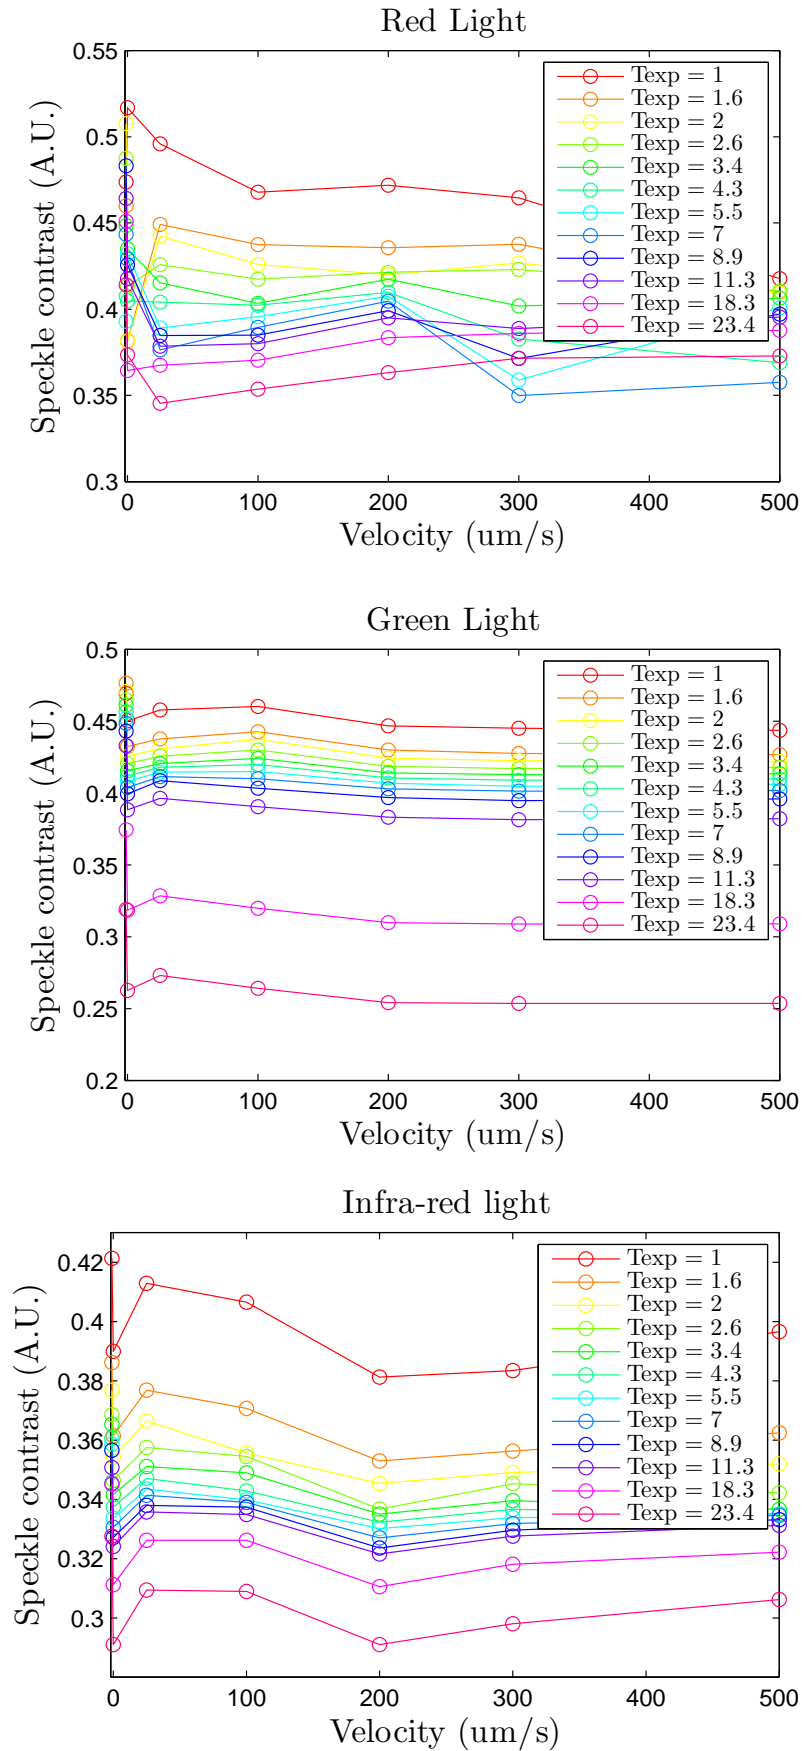 Red Light
0.55
0.5
0.45
0.4
0.35
0.3
Speckle contrast (A.U.)
Texp = 1
Texp = 1.6
Texp = 2
Texp = 2.6
Texp = 3.4
Texp = 4.3
Texp = 5.5
Texp = 7
Texp = 8.9
Texp = 11.3
Texp = 18.3
Texp = 23.4
0 100 200 300 400 500
Velocity (um/s)
Green Light
0.5
0.45
0.4
0.35
0.3
0.25
0.2
Speckle contrast (A.U.)
Texp = 1
Texp = 1.6
Texp = 2
Texp = 2.6
Texp = 3.4
Texp = 4.3
Texp = 5.5
Texp = 7
Texp = 8.9
Texp = 11.3
Texp = 18.3
Texp = 23.4
0 100 200 300 400 500
Velocity (um/s)
Infra-red light
0.42
0.4
0.38
0.36
0.34
0.32
0.3
Speckle contrast (A.U.)
Texp = 1
Texp = 1.6
Texp = 2
Texp = 2.6
Texp = 3.4
Texp = 4.3
Texp = 5.5
Texp = 7
Texp = 8.9
Texp = 11.3
Texp = 18.3
Texp = 23.4
0 100 200 300 400 500
Velocity (um/s)